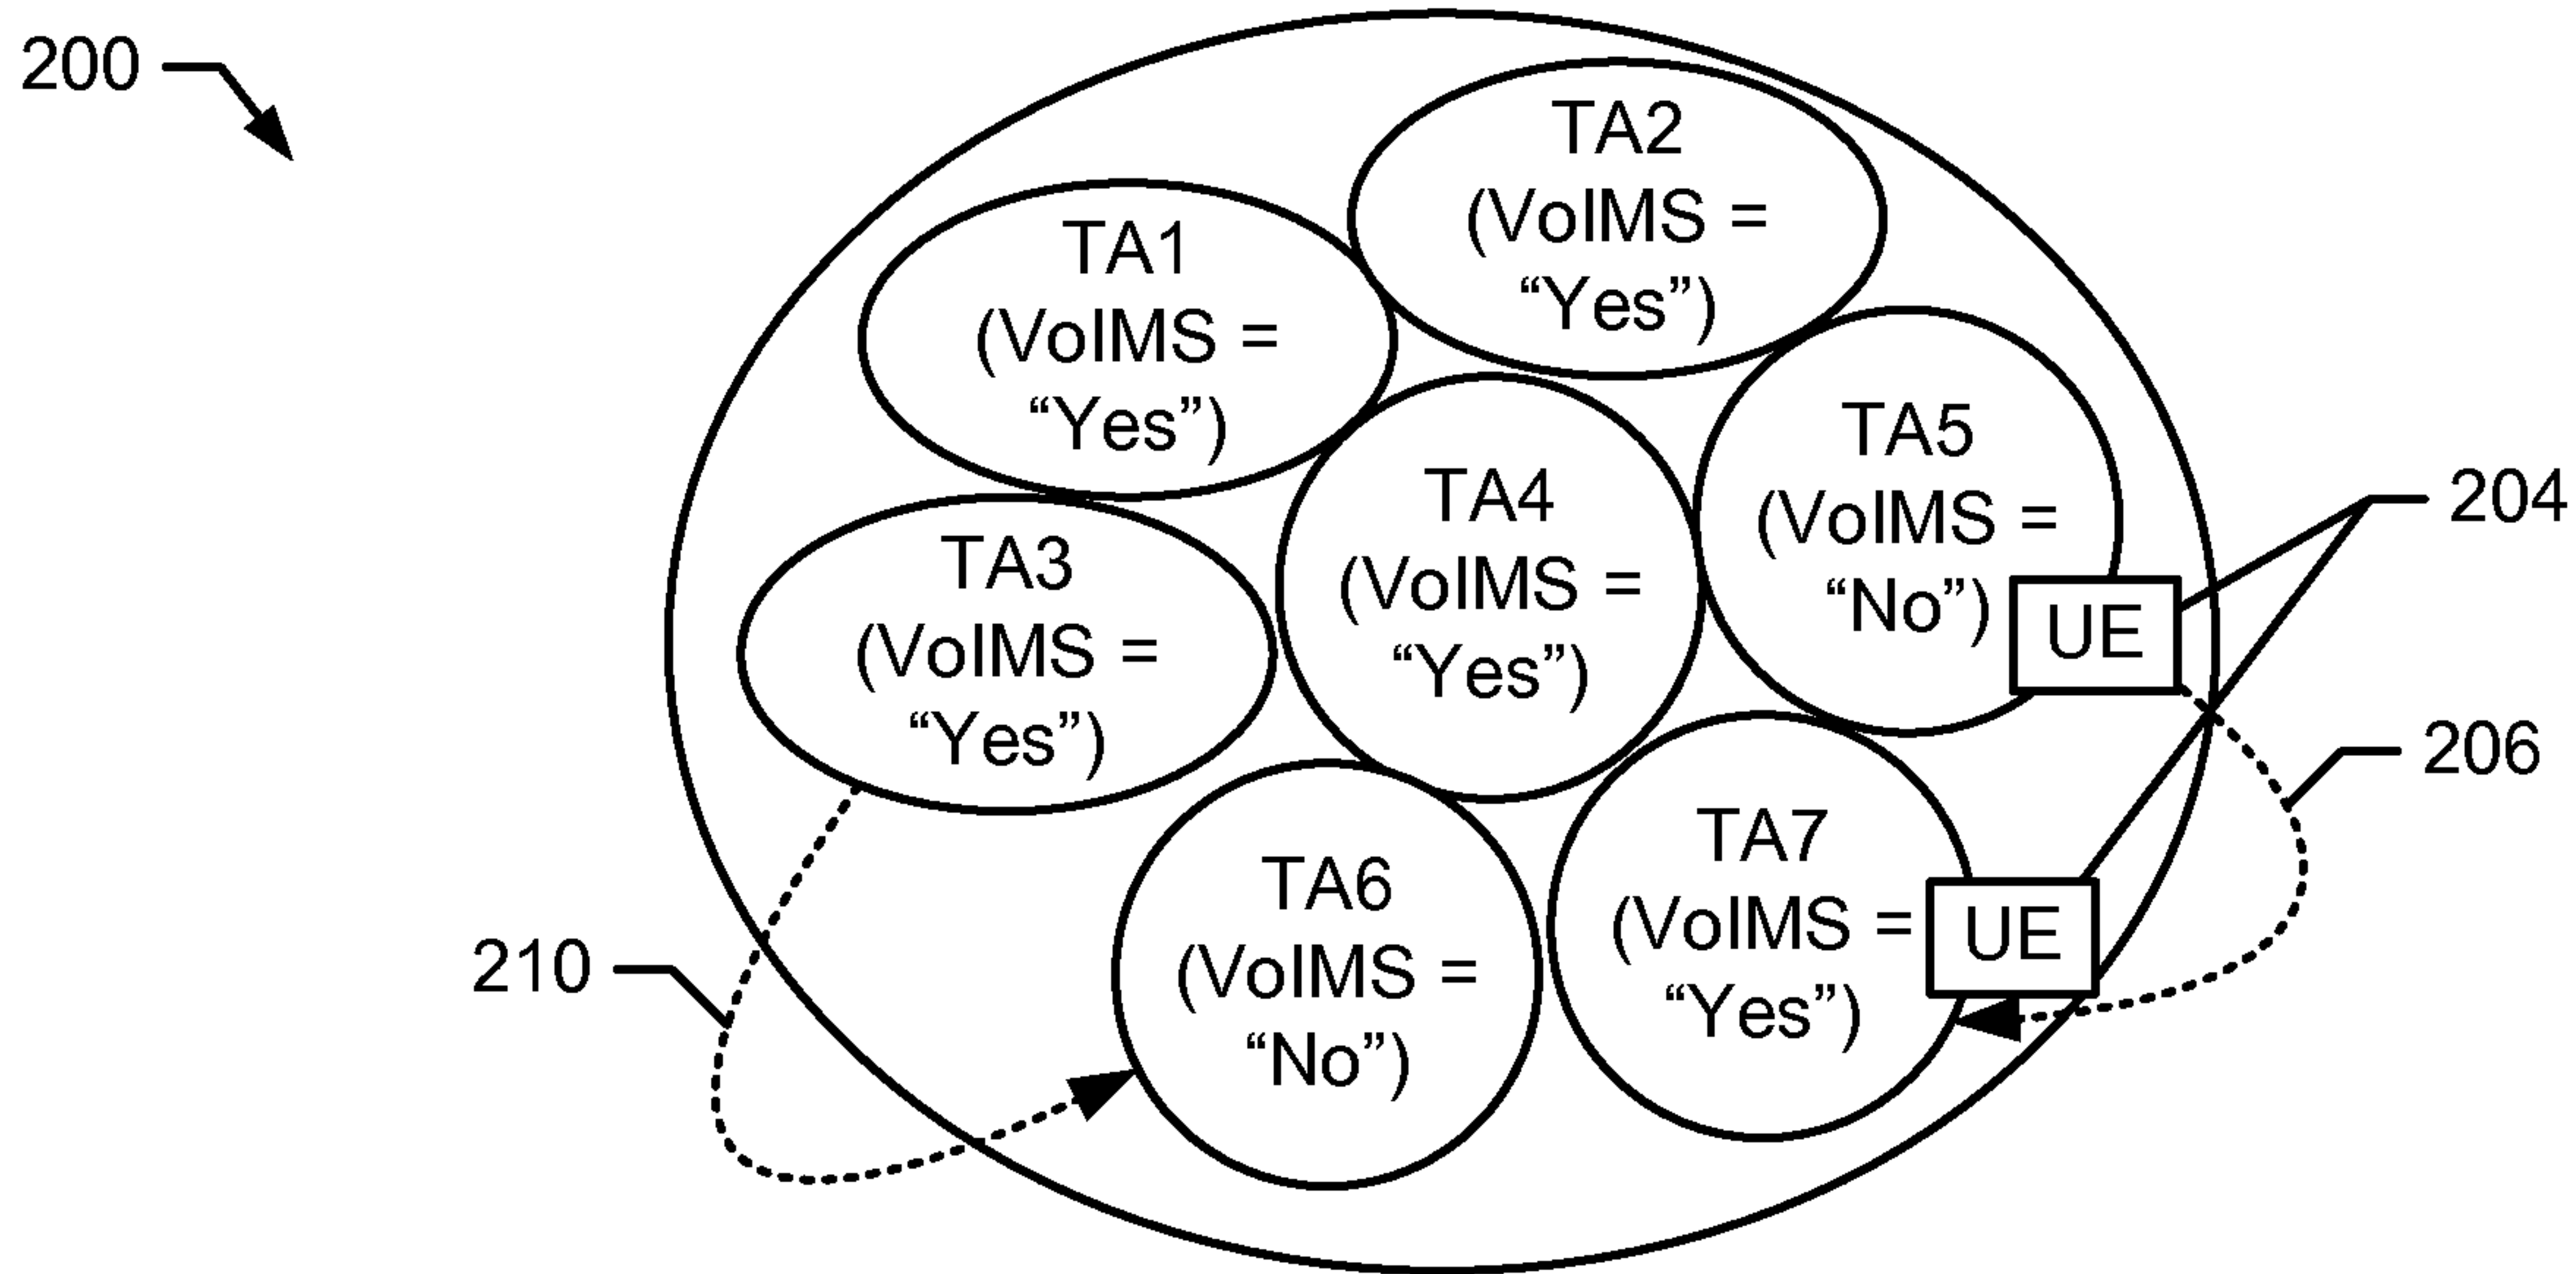 200
TA2
(VoIMS =
“Yes”)
TA1
(VoIMS =
“Yes”)
TA5
(VoIMS =
“No”)
UE
204
TA4
(VoIMS =
“Yes”)
TA3
(VoIMS =
“Yes”)
206
TA7
(VoIMS =
“Yes”)
UE
TA6
(VoIMS =
“No”)
210